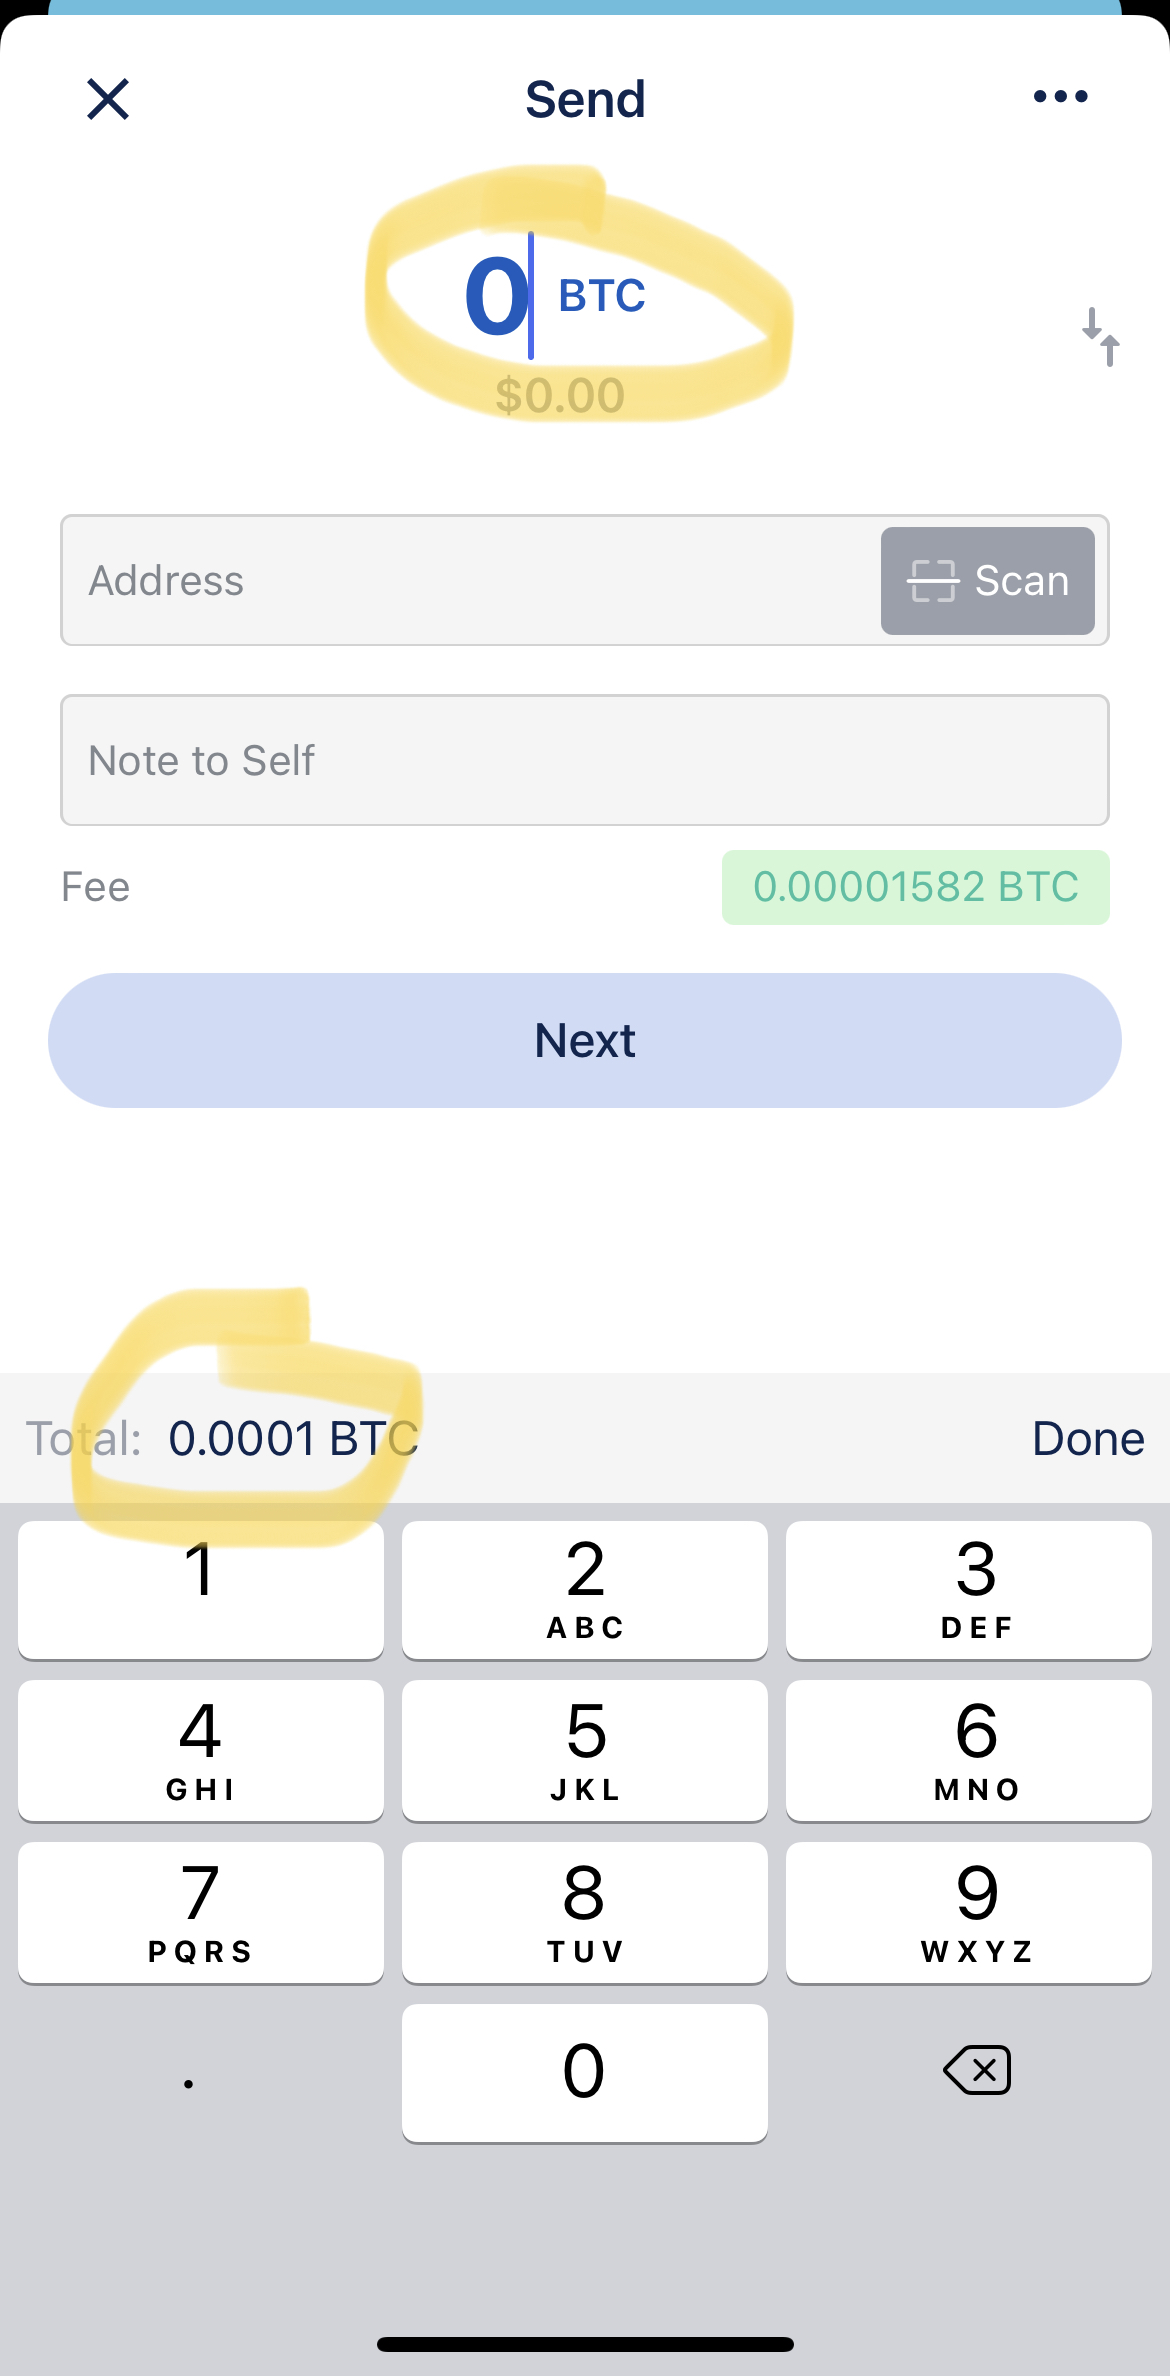 Send
0 BTC
$0.00
Address
Scan
Note to Self
Fee
0.00001582 BTC
Next
Total: 0.0001 BTC
Done
1
2
ABC
3
DEF
4
GHI
5
JKL
6
MNO
7
PQRS
8
TUV
9
WXYZ
.
0